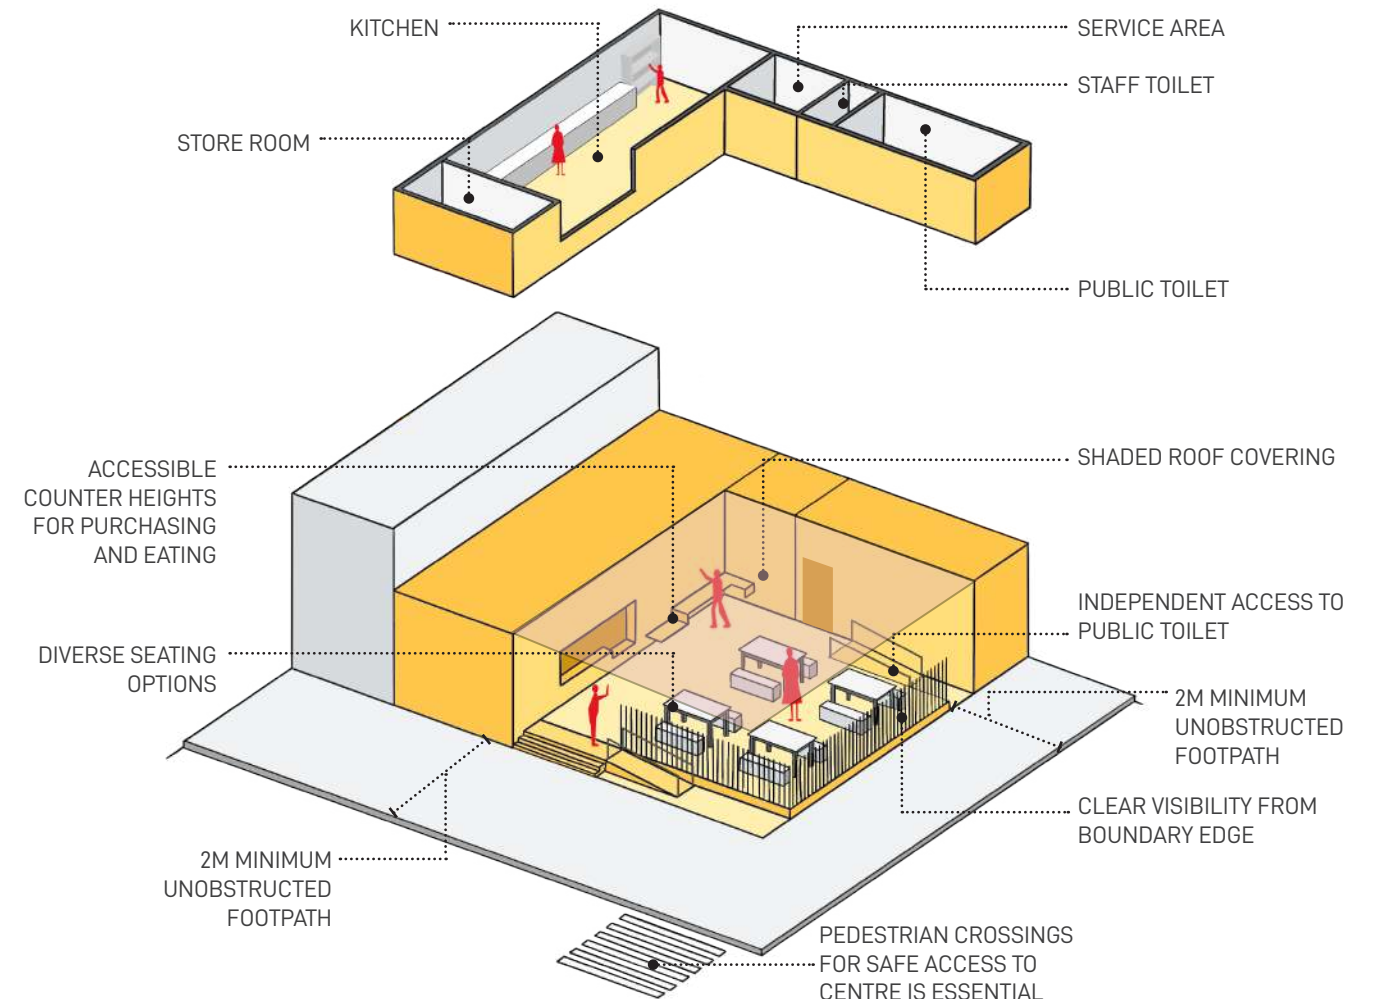 KITCHEN
SERVICE AREA
STAFF TOILET
STORE ROOM
PUBLIC TOILET
ACCESSIBLE
COUNTER HEIGHTS
FOR PURCHASING
AND EATING
SHADED ROOF COVERING
INDEPENDENT ACCESS TO
PUBLIC TOILET
DIVERSE SEATING
OPTIONS
2M MINIMUM
UNOBSTRUCTED
FOOTPATH
CLEAR VISIBILITY FROM
BOUNDARY EDGE
2M MINIMUM
UNOBSTRUCTED
FOOTPATH
PEDESTRIAN CROSSINGS
FOR SAFE ACCESS TO
CENTRE IS ESSENTIAL